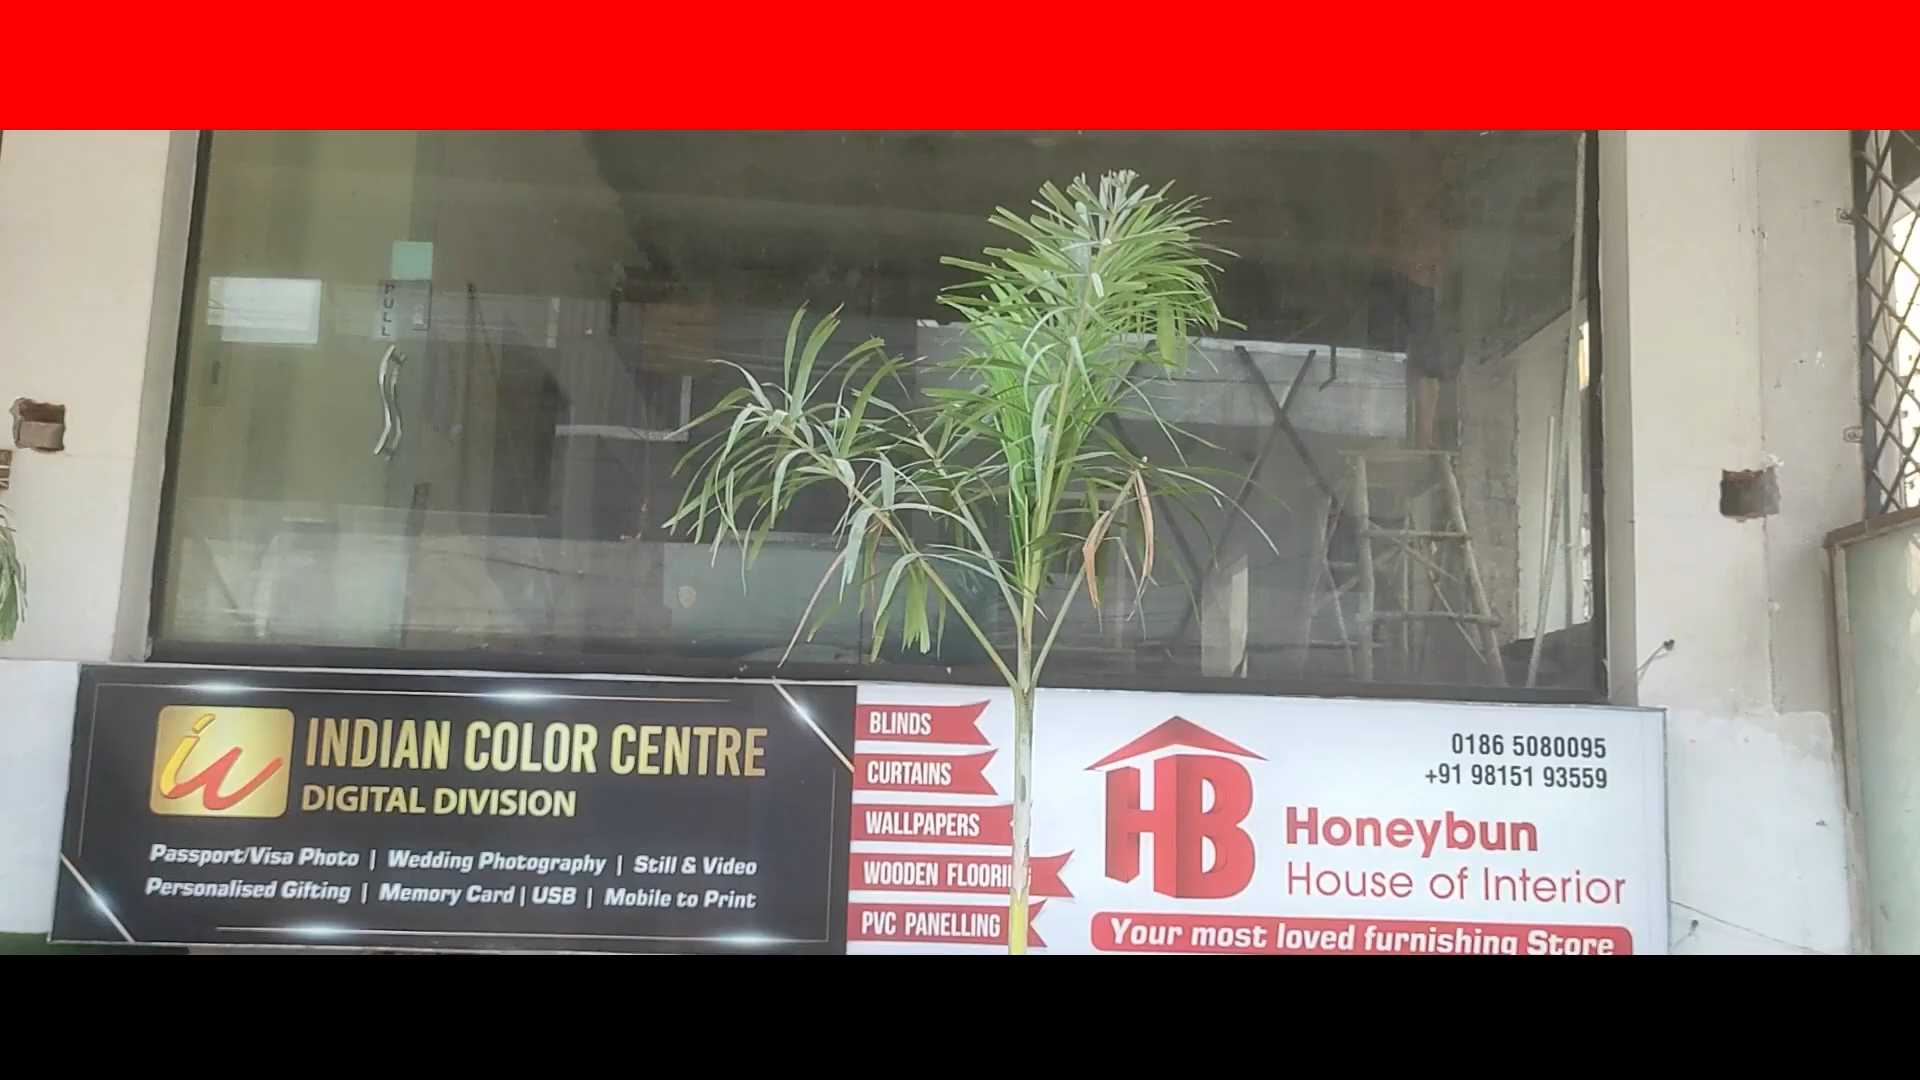 PULL
iw INDIAN COLOR CENTRE
DIGITAL DIVISION
Passport/Visa Photo | Wedding Photography | Still & Video
Personalised Gifting | Memory Card | USB | Mobile to Print
BLINDS
CURTAINS
WALLPAPERS
WOODEN FLOORING
PVC PANELLING
HB
0186 5080095
+91 98151 93559
Honeybun
House of Interior
Your most loved furnishing Store